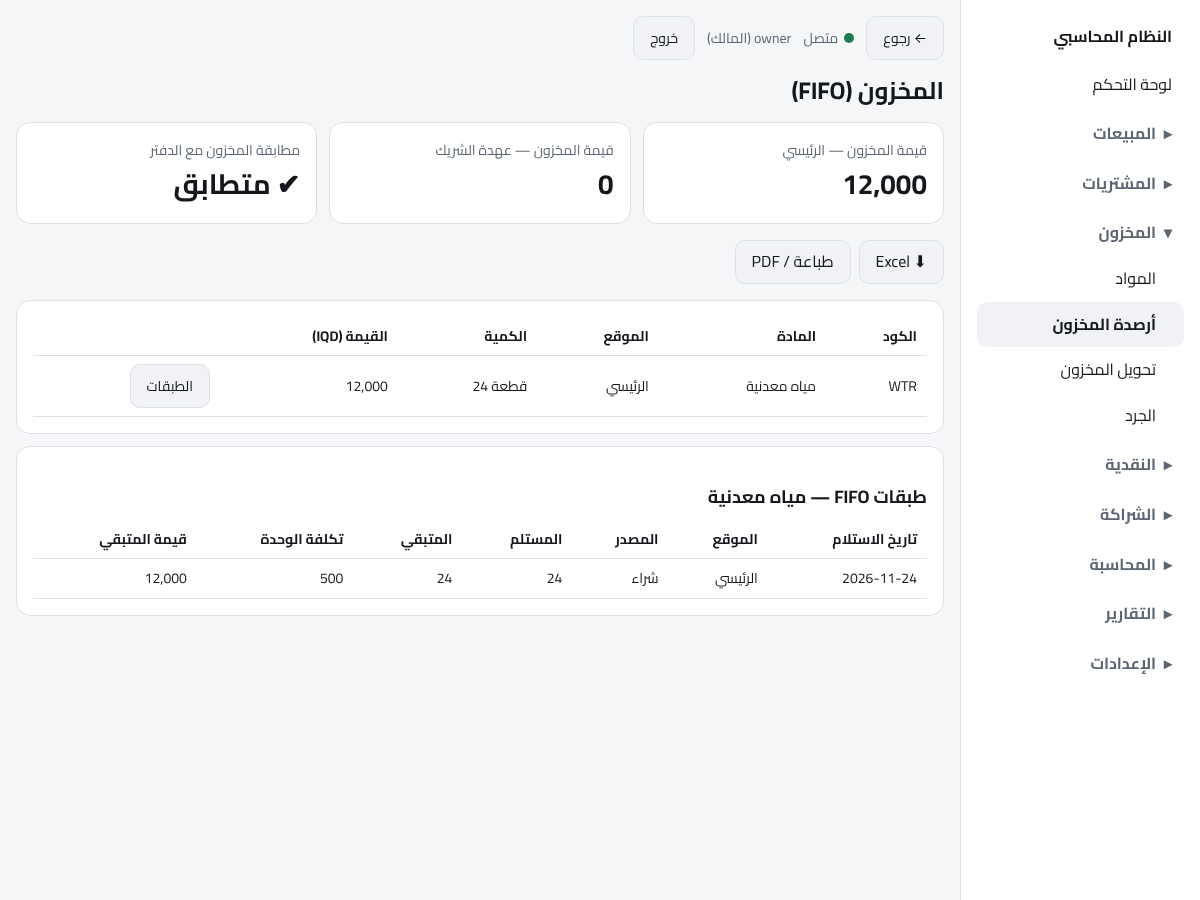 النظام المحاسبي
لوحة التحكم
◂ المبيعات
◂ المشتريات
▾ المخزون
المواد
أرصدة المخزون
تحويل المخزون
الجرد
◂ النقدية
◂ الشراكة
◂ المحاسبة
◂ التقارير
◂ الإعدادات
← رجوع
متصل
owner (المالك)
خروج
المخزون (FIFO)
قيمة المخزون — الرئيسي
12,000
قيمة المخزون — عهدة الشريك
0
مطابقة المخزون مع الدفتر
✔ متطابق
⬇ Excel
طباعة / PDF
الكود المادة الموقع الكمية القيمة (IQD)
WTR مياه معدنية الرئيسي 24 قطعة 12,000 الطبقات
طبقات FIFO — مياه معدنية
تاريخ الاستلام الموقع المصدر المستلم المتبقي تكلفة الوحدة قيمة المتبقي
2026-11-24 الرئيسي شراء 24 24 500 12,000